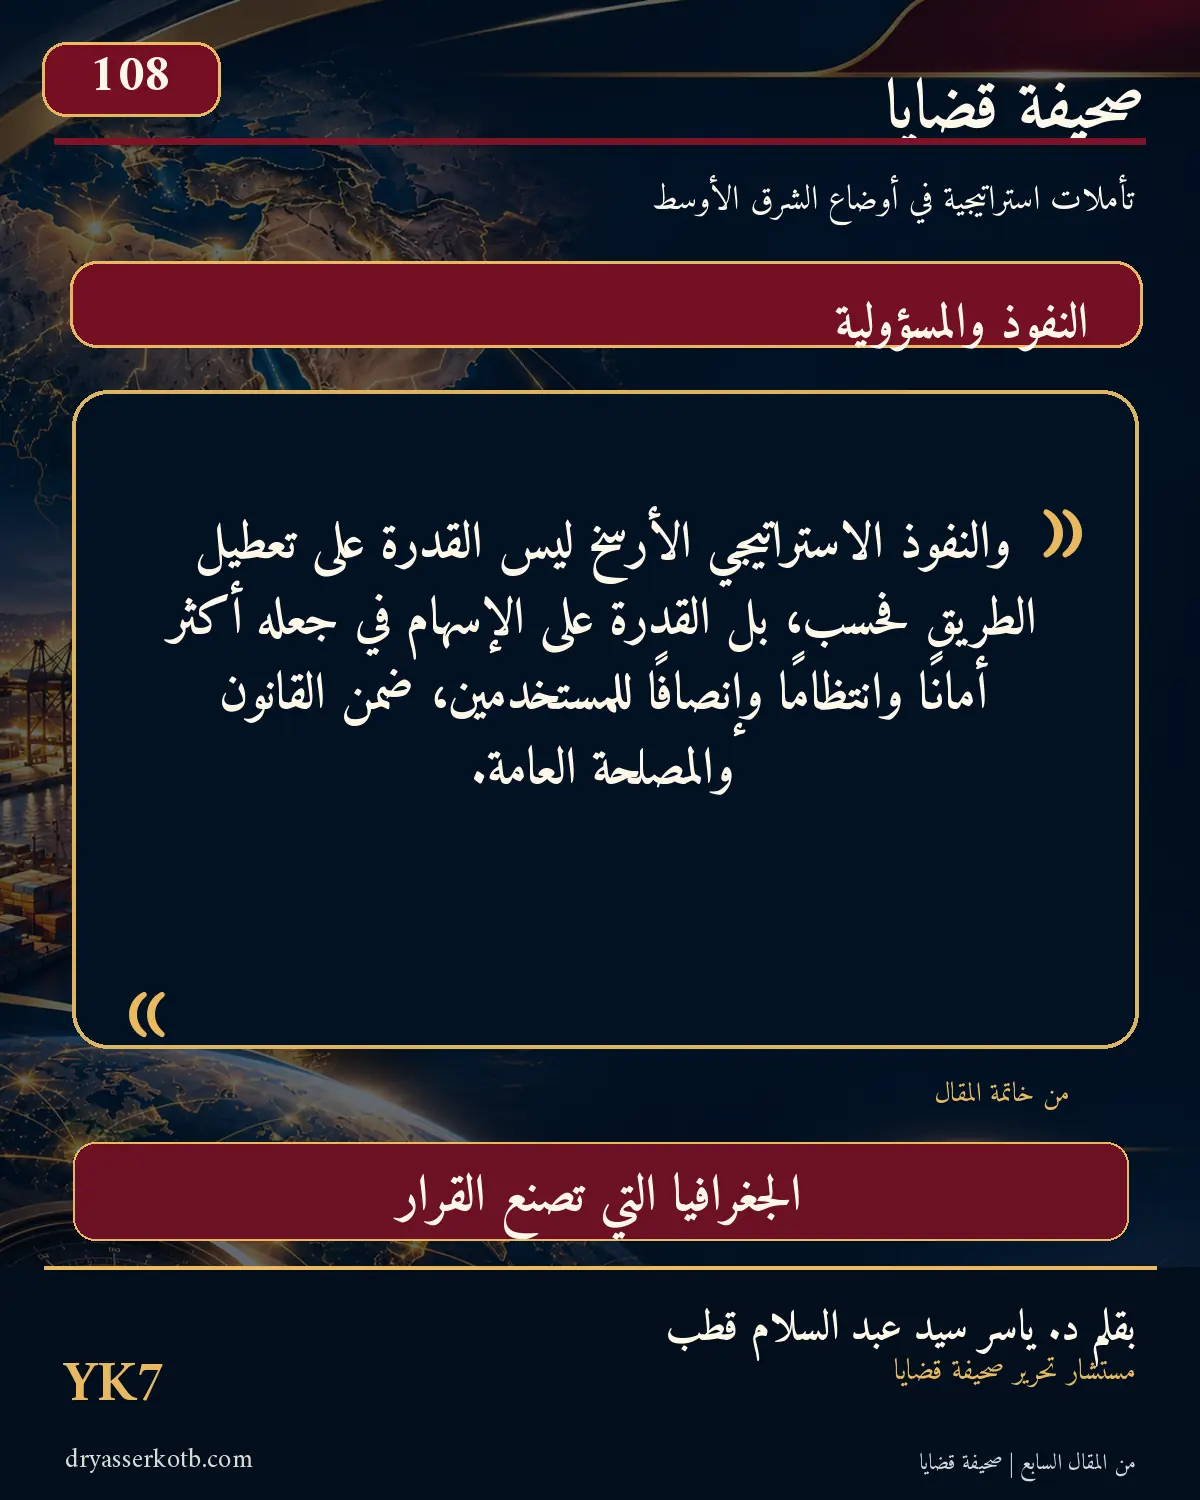 108
صحيفة قضايا
تأملات استراتيجية في أوضاع الشرق الأوسط
النفوذ والمسؤولية
« والنفوذ الاستراتيجي الأرسخ ليس القدرة على تعطيل
الطريق فحسب، بل القدرة على الإسهام في جعله أكثر
أمانًا وانتظامًا وإنصافًا للمستخدمين، ضمن القانون
والمصلحة العامة.
»
من خاتمة المقال
الجغرافيا التي تصنع القرار
بقلم د. ياسر سيد عبد السلام قطب
مستشار تحرير صحيفة قضايا
YK7
من المقال السابع | صحيفة قضايا
dryasserkotb.com